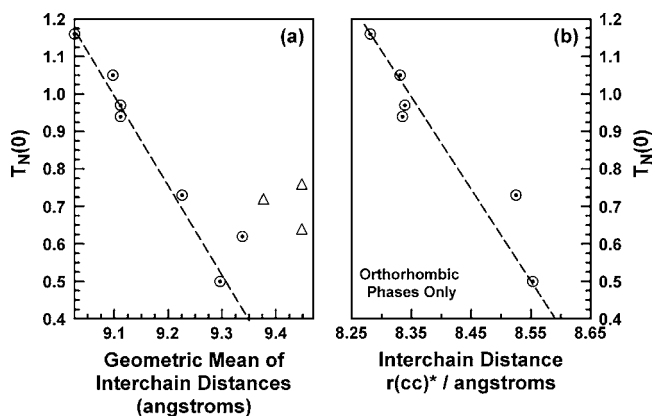 (a)
1.2
1.1
1.0
0.9
0.8
0.7
0.6
0.5
0.4
T_N(0)
9.1 9.2 9.3 9.4
Geometric Mean of
Interchain Distances
(angstroms)
(b)
Orthorhombic
Phases Only
1.2
1.1
1.0
0.9
0.8
0.7
0.6
0.5
0.4
T_N(0)
8.25 8.35 8.45 8.55 8.65
Interchain Distance
r(cc)* / angstroms